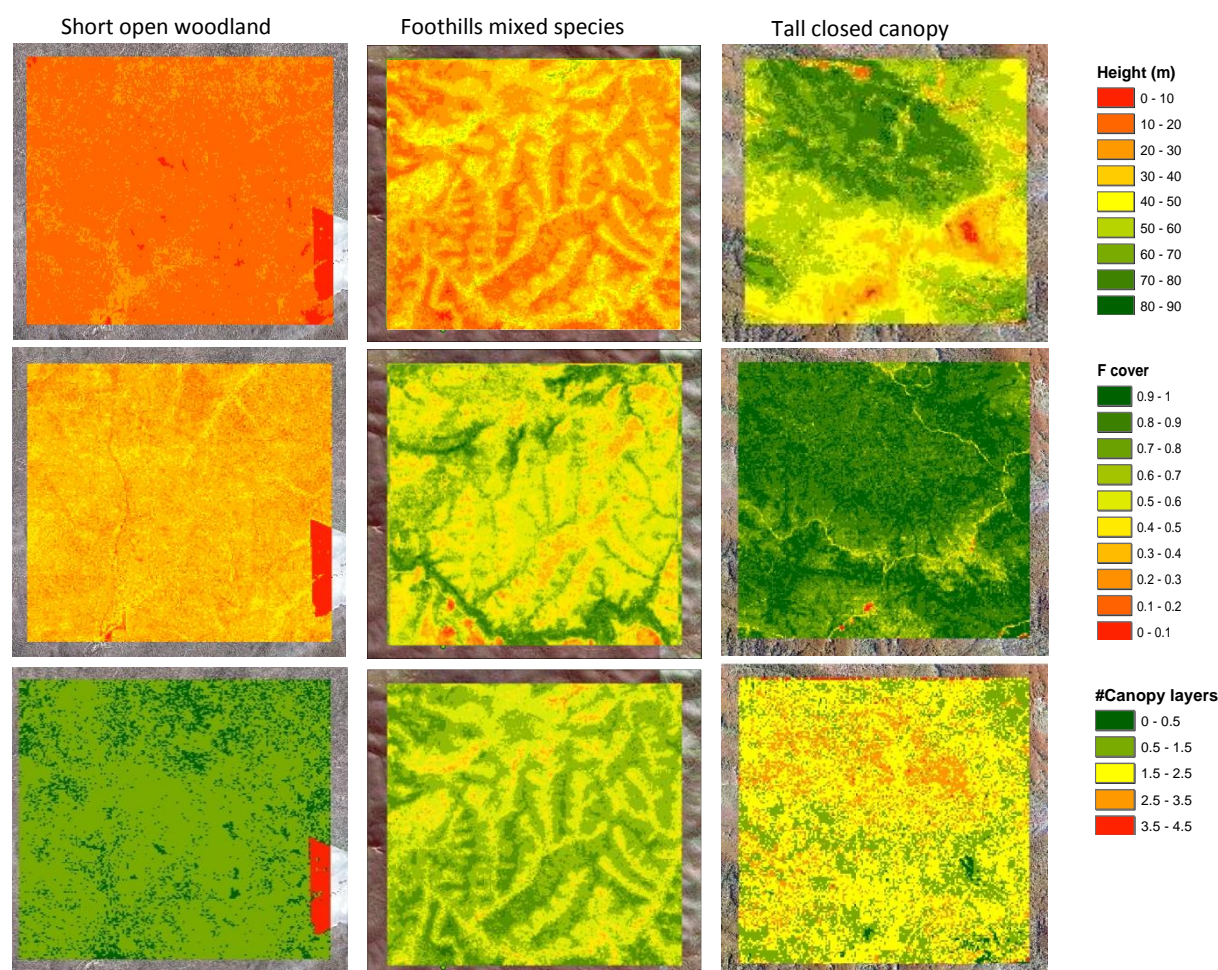 Short open woodland
Foothills mixed species
Tall closed canopy
Height (m)
0 - 10
10 - 20
20 - 30
30 - 40
40 - 50
50 - 60
60 - 70
70 - 80
80 - 90
F cover
0.9 - 1
0.8 - 0.9
0.7 - 0.8
0.6 - 0.7
0.5 - 0.6
0.4 - 0.5
0.3 - 0.4
0.2 - 0.3
0.1 - 0.2
0 - 0.1
#Canopy layers
0 - 0.5
0.5 - 1.5
1.5 - 2.5
2.5 - 3.5
3.5 - 4.5